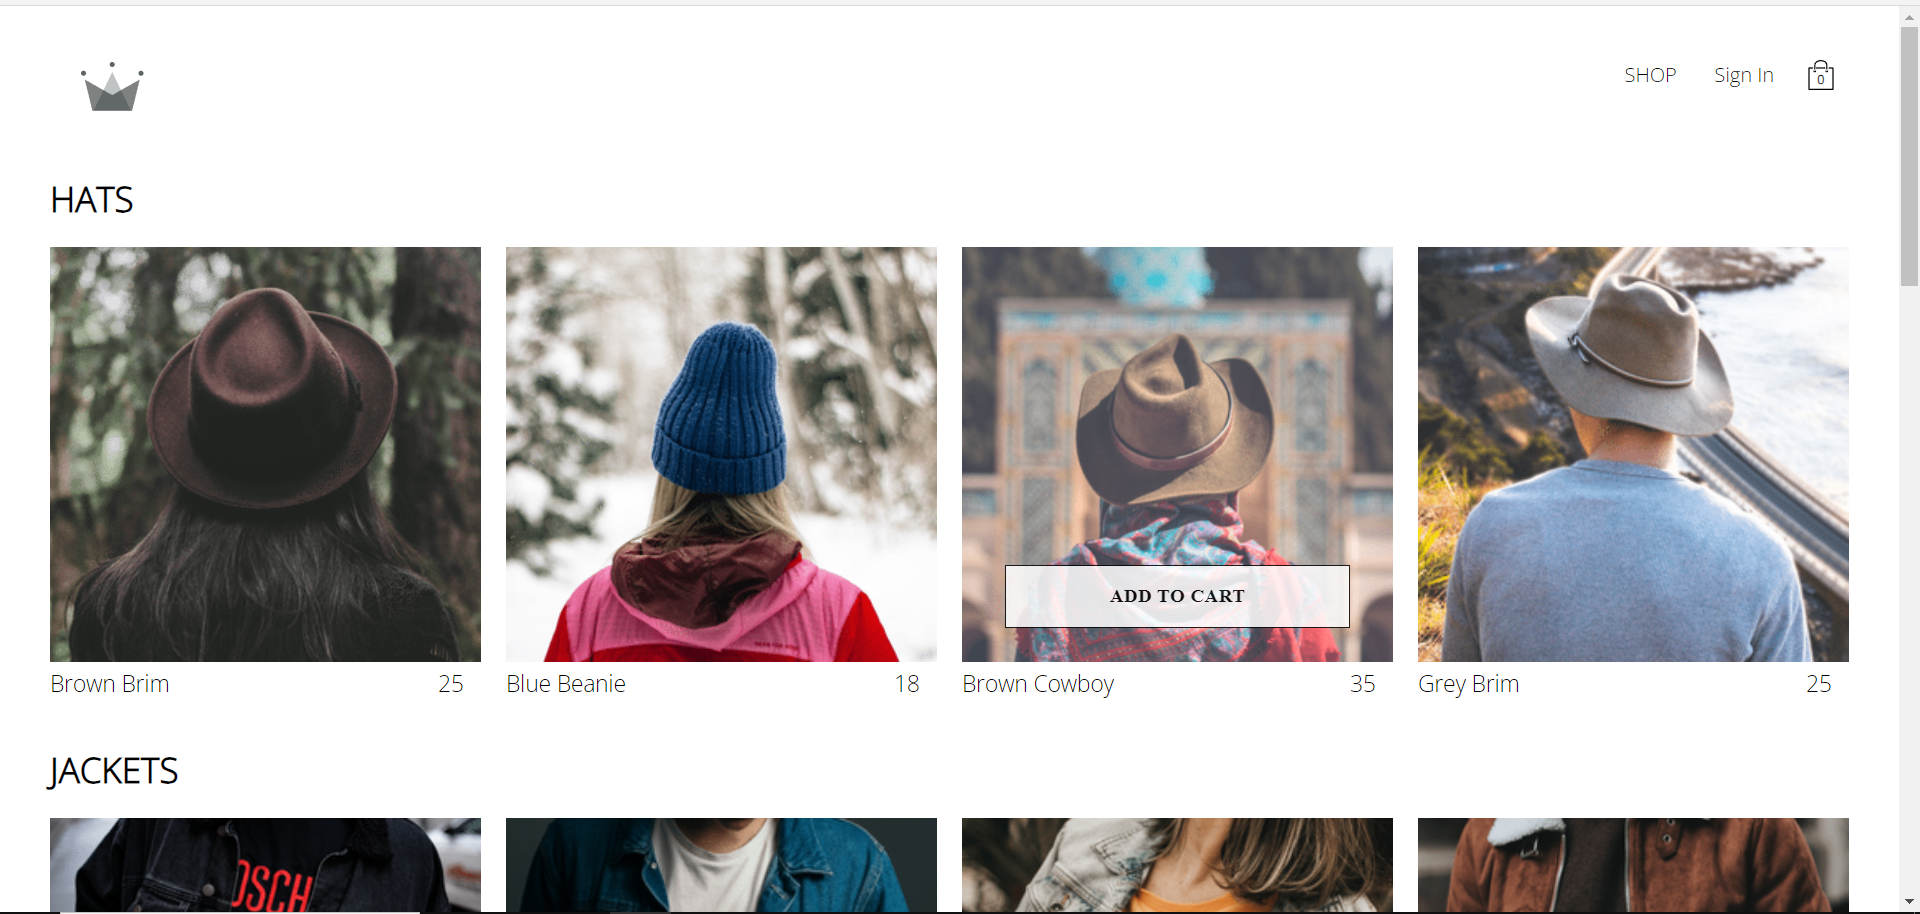 SHOP Sign In 0
HATS
ADD TO CART
Brown Brim 25 Blue Beanie 18 Brown Cowboy 35 Grey Brim 25
JACKETS
OSCH